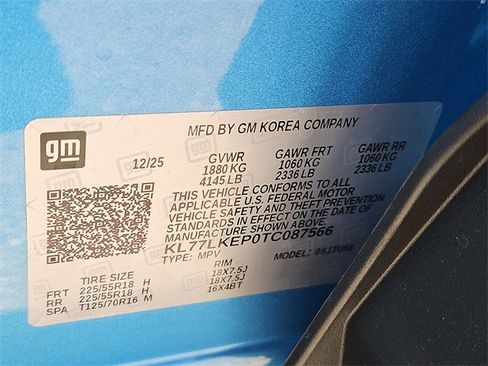 gm
MFD BY GM KOREA COMPANY
12/25 GVWR GAWR FRT GAWR RR
1880 KG 1060 KG 1060 KG
4145 LB 2336 LB 2336 LB
THIS VEHICLE CONFORMS TO ALL
APPLICABLE U.S. FEDERAL MOTOR
VEHICLE SAFETY AND THEFT PREVENTION
STANDARDS IN EFFECT ON THE DATE OF
KL77LKEP0TC087566
TYPE: MPV MODEL:
TIRE SIZE RIM
FRT 225/55R18 H 18X7.5J
RR 225/55R18 H 18X7.5J
SPA T125/70R16 M 16X4BT